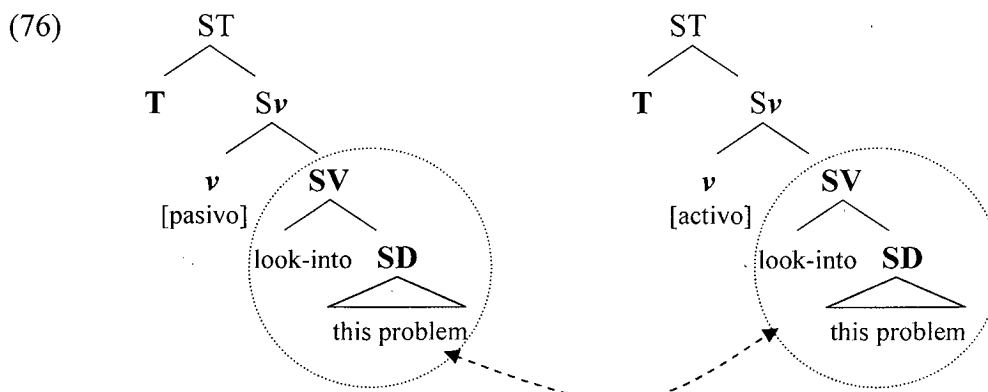 (76) ST ST
T Sv T Sv
v SV v SV
[pasivo] [activo]
look-into SD look-into SD
this problem this problem